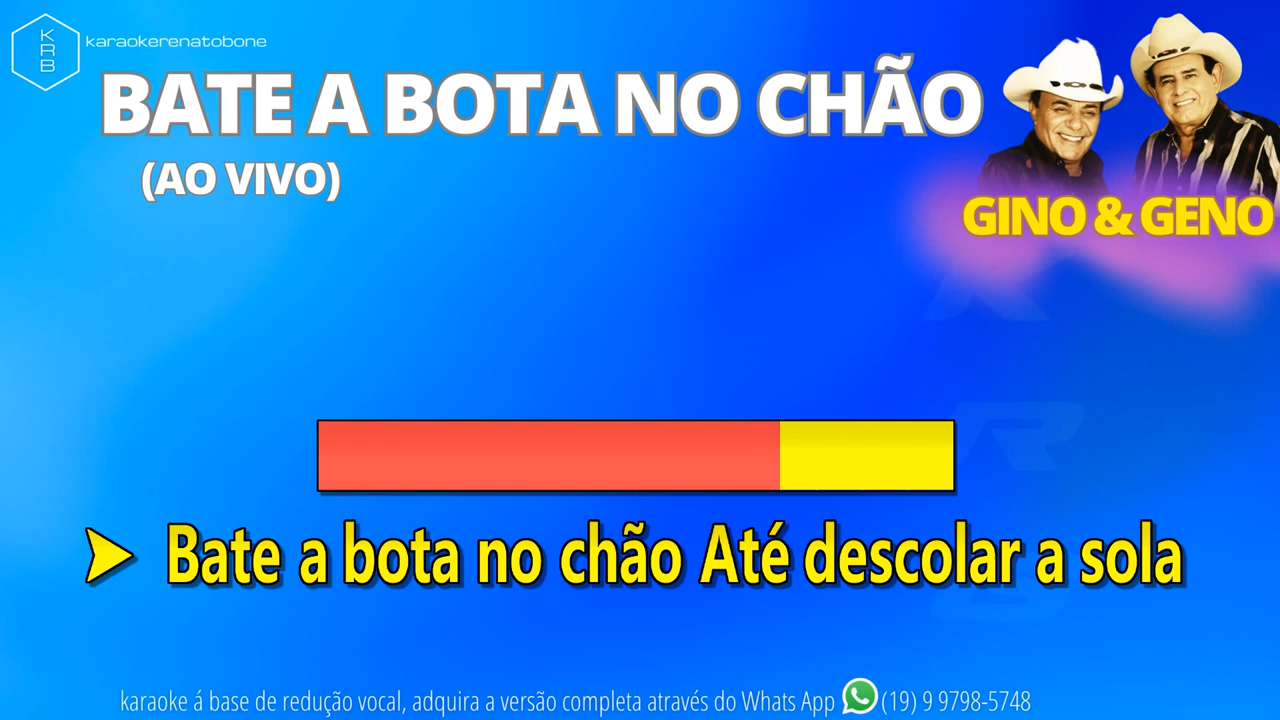 KRB
karaokerenatobone
BATE A BOTA NO CHÃO
(AO VIVO)
GINO & GENO
KRB
Bate a bota no chão Até descolar a sola
karaoke á base de redução vocal, adquira a versão completa através do Whats App (19) 9 9798-5748